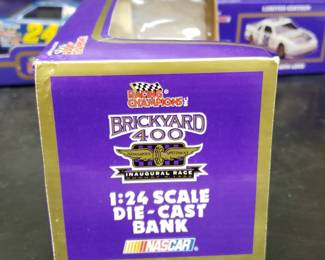 24
LIMITED EDITION
RACING
CHAMPIONS
BRICKYARD
400
INAUGURAL RACE
1:24 SCALE
DIE-CAST
BANK
NASCAR